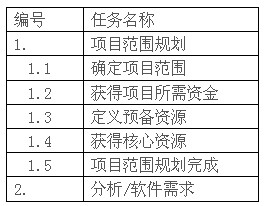 编号 任务名称
1. 项目范围规划
1.1 确定项目范围
1.2 获得项目所需资金
1.3 定义预备资源
1.4 获得核心资源
1.5 项目范围规划完成
2. 分析/软件需求